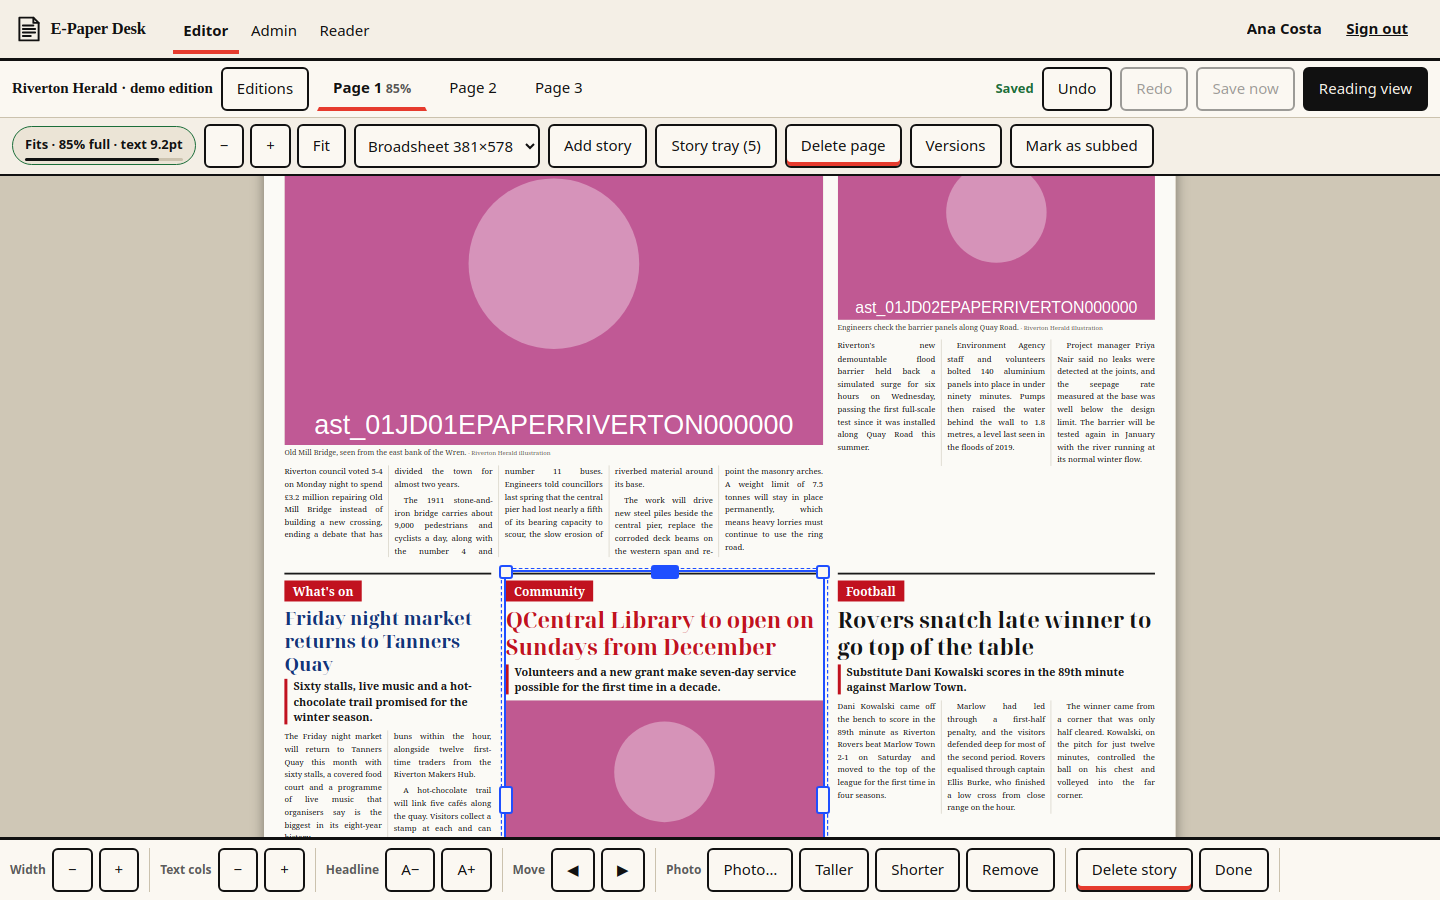 E-Paper Desk
Editor
Admin
Reader
Ana Costa
Sign out
Riverton Herald · demo edition
Editions
Page 1 85%
Page 2
Page 3
Saved
Undo
Redo
Save now
Reading view
Fits · 85% full · text 9.2pt
−
+
Fit
Broadsheet 381×578
Add story
Story tray (5)
Delete page
Versions
Mark as subbed
ast_01JD01EPAPERRIVERTON000000
Old Mill Bridge, seen from the east bank of the Wren. · Riverton Herald illustration
Riverton council voted 5-4
on Monday night to spend
£3.2 million repairing Old
Mill Bridge instead of
building a new crossing,
ending a debate that has
divided the town for
almost two years.
The 1911 stone-and-
iron bridge carries about
9,000 pedestrians and
cyclists a day, along with
the number 4 and
number 11 buses.
Engineers told councillors
last spring that the central
pier had lost nearly a fifth
of its bearing capacity to
scour, the slow erosion of
riverbed material around
its base.
The work will drive
new steel piles beside the
central pier, replace the
corroded deck beams on
the western span and re-
point the masonry arches.
A weight limit of 7.5
tonnes will stay in place
permanently, which
means heavy lorries must
continue to use the ring
road.
ast_01JD02EPAPERRIVERTON000000
Engineers check the barrier panels along Quay Road. · Riverton Herald illustration
Riverton's new
demountable flood
barrier held back a
simulated surge for six
hours on Wednesday,
passing the first full-scale
test since it was installed
along Quay Road this
summer.
Environment Agency
staff and volunteers
bolted 140 aluminium
panels into place in under
ninety minutes. Pumps
then raised the water
behind the wall to 1.8
metres, a level last seen in
the floods of 2019.
Project manager Priya
Nair said no leaks were
detected at the joints, and
the seepage rate
measured at the base was
well below the design
limit. The barrier will be
tested again in January
with the river running at
its normal winter flow.
What's on
Friday night market
returns to Tanners
Quay
Sixty stalls, live music and a hot-
chocolate trail promised for the
winter season.
The Friday night market
will return to Tanners
Quay this month with
sixty stalls, a covered food
court and a programme
of live music that
organisers say is the
biggest in its eight-year
history.
buns within the hour,
alongside twelve first-
time traders from the
Riverton Makers Hub.
A hot-chocolate trail
will link five cafés along
the quay. Visitors collect a
stamp at each and can
Community
QCentral Library to open on
Sundays from December
Volunteers and a new grant make seven-day service
possible for the first time in a decade.
Football
Rovers snatch late winner to
go top of the table
Substitute Dani Kowalski scores in the 89th minute
against Marlow Town.
Dani Kowalski came off
the bench to score in the
89th minute as Riverton
Rovers beat Marlow Town
2-1 on Saturday and
moved to the top of the
league for the first time in
four seasons.
Marlow had led
through a first-half
penalty, and the visitors
defended deep for most of
the second period. Rovers
equalised through captain
Ellis Burke, who finished
a low cross from close
range on the hour.
The winner came from
a corner that was only
half cleared. Kowalski, on
the pitch for just twelve
minutes, controlled the
ball on his chest and
volleyed into the far
corner.
Width
−
+
Text cols
−
+
Headline
A−
A+
Move
◀
▶
Photo
Photo…
Taller
Shorter
Remove
Delete story
Done